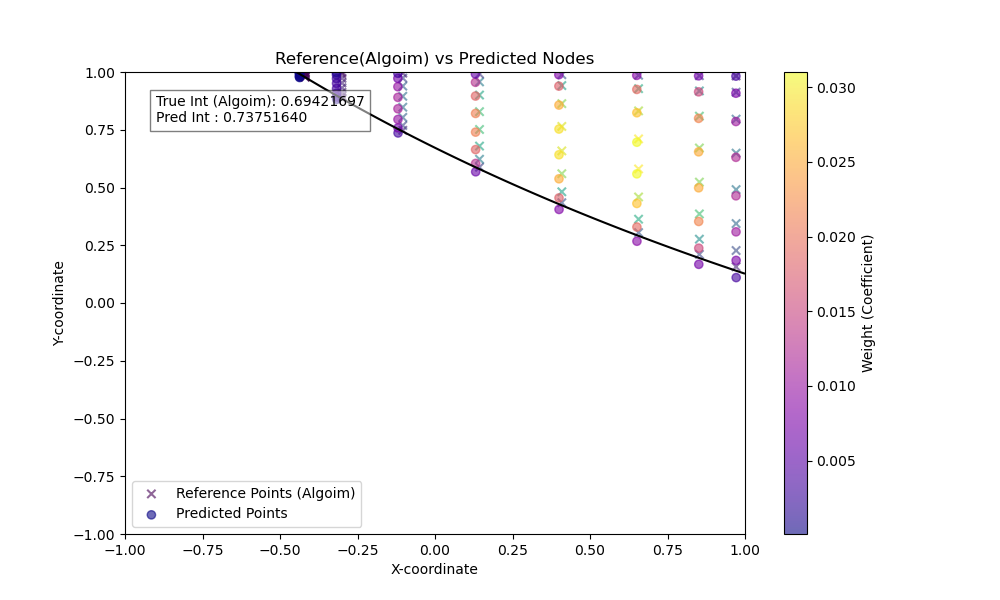 Reference(Algoim) vs Predicted Nodes
True Int (Algoim): 0.69421697
Pred Int : 0.73751640
Y-coordinate
1.00
0.75
0.50
0.25
0.00
−0.25
−0.50
−0.75
−1.00
Reference Points (Algoim)
Predicted Points
−1.00 −0.75 −0.50 −0.25 0.00 0.25 0.50 0.75 1.00
X-coordinate
0.030
0.025
0.020
0.015
0.010
0.005
Weight (Coefficient)